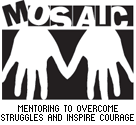 MOSAIC
MENTORING TO OVERCOME
STRUGGLES AND INSPIRE COURAGE